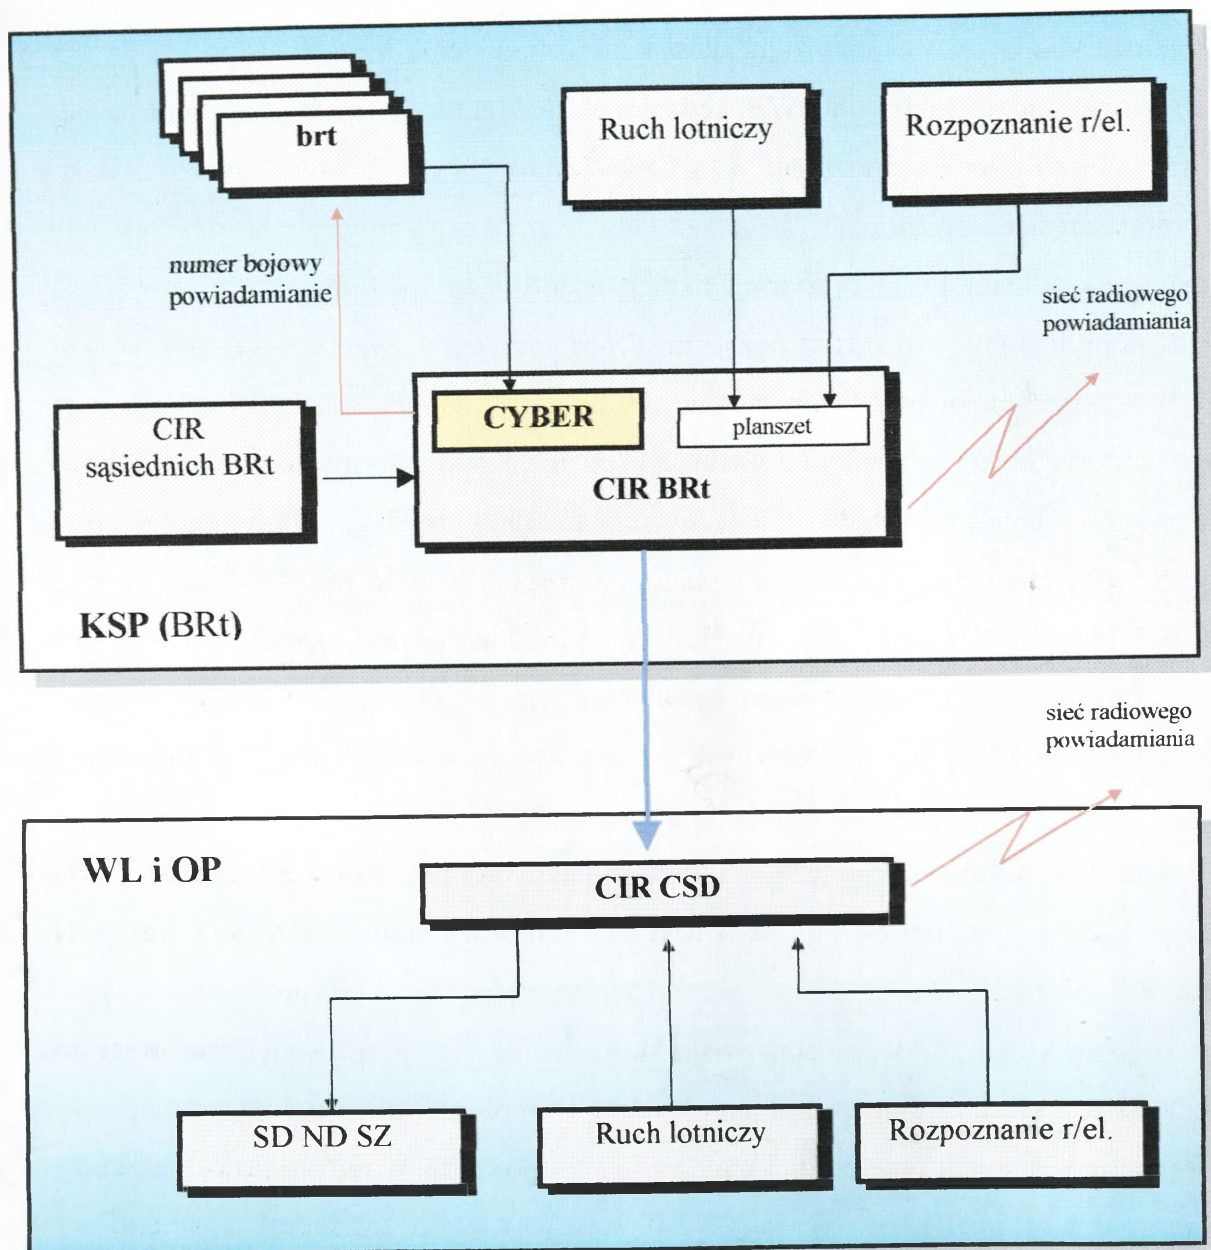 brt
Ruch lotniczy
Rozpoznanie r/el.
numer bojowy
powiadamianie
sieć radiowego
powiadamiania
CYBER
planszet
CIR
sąsiednich BRt
CIR BRt
KSP (BRt)
sieć radiowego
powiadamiania
WL i OP
CIR CSD
SD ND SZ
Ruch lotniczy
Rozpoznanie r/el.